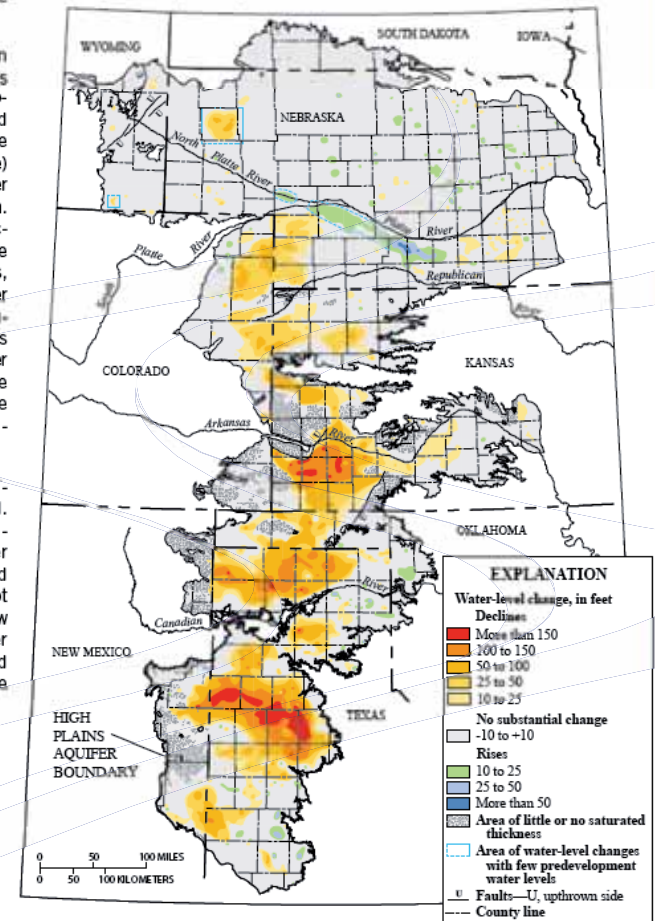 WYOMING
SOUTH DAKOTA
IOWA
NEBRASKA
North
Platte
River
Platte
River
Platte
River
Republican
River
COLORADO
KANSAS
Arkansas
River
OKLAHOMA
River
Canadian
NEW MEXICO
TEXAS
HIGH
PLAINS
AQUIFER
BOUNDARY
0 50 100 MILES
0 50 100 KILOMETERS
EXPLANATION
Water-level change, in feet
Declines
More than 150
100 to 150
50 to 100
25 to 50
10 to 25
No substantial change
-10 to +10
Rises
10 to 25
25 to 50
More than 50
Area of little or no saturated
thickness
Area of water-level changes
with few predevelopment
water levels
U Faults—U, upthrown side
County line